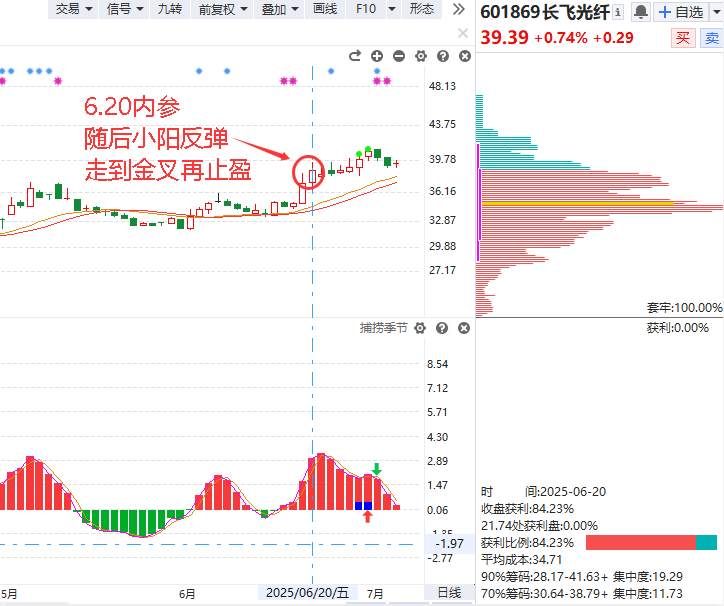 交易 信号 九转 前复权 叠加 画线 F10 形态
601869长飞光纤
自选
39.39 +0.74% +0.29
买 卖
6.20内参
随后小阳反弹
走到金叉再止盈
48.13
43.75
39.78
36.16
32.87
29.88
27.17
套牢:100.00%
获利:0.00%
捕捞季节
8.54
7.12
5.71
4.30
2.89
1.47
0.06
-1.35
-1.97
-2.77
时 间:2025-06-20
收盘获利:84.23%
21.74处获利盘:0.00%
获利比例:84.23%
平均成本:34.71
90%筹码:28.17-41.63+ 集中度:19.29
70%筹码:30.64-38.79+ 集中度:11.73
5月 6月 2025/06/20/五 7月 日线